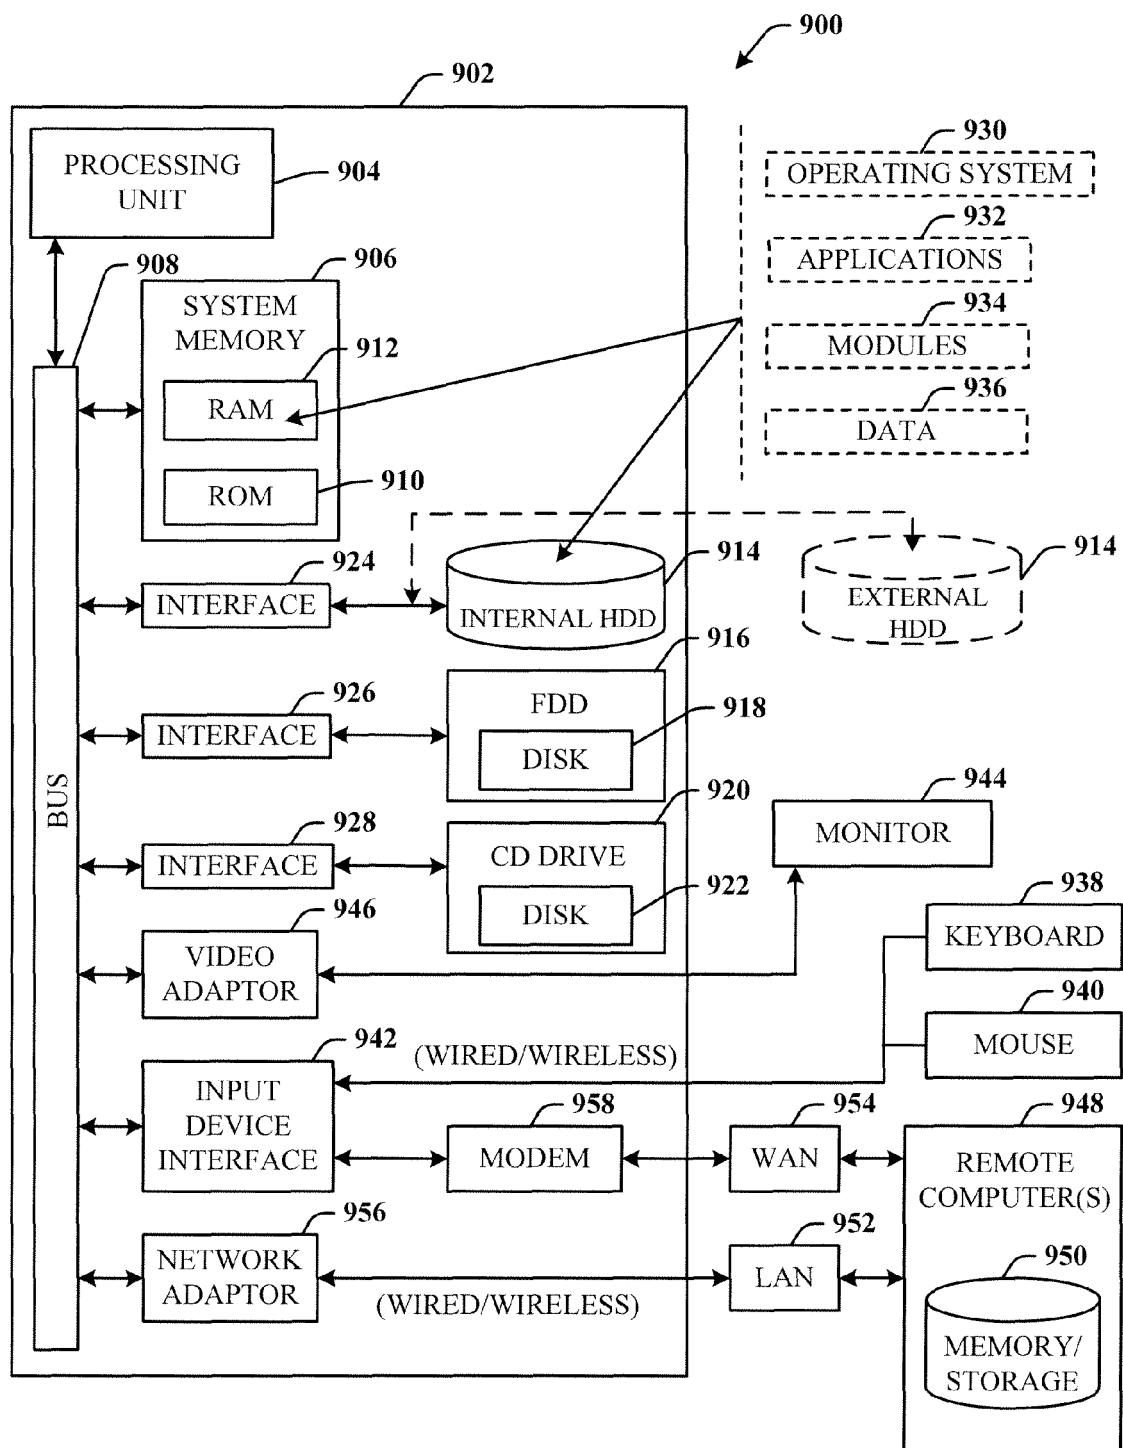 900
902
PROCESSING
UNIT
904
930
OPERATING SYSTEM
932
APPLICATIONS
934
MODULES
936
DATA
908
906
SYSTEM
MEMORY
912
RAM
910
ROM
924
INTERFACE
914
INTERNAL HDD
914
EXTERNAL
HDD
916
FDD
926
INTERFACE
918
DISK
BUS
920
CD DRIVE
928
INTERFACE
922
DISK
944
MONITOR
938
KEYBOARD
946
VIDEO
ADAPTOR
940
MOUSE
942
INPUT
DEVICE
INTERFACE
(WIRED/WIRELESS)
958
MODEM
954
WAN
948
REMOTE
COMPUTER(S)
956
NETWORK
ADAPTOR
(WIRED/WIRELESS)
952
LAN
950
MEMORY/
STORAGE